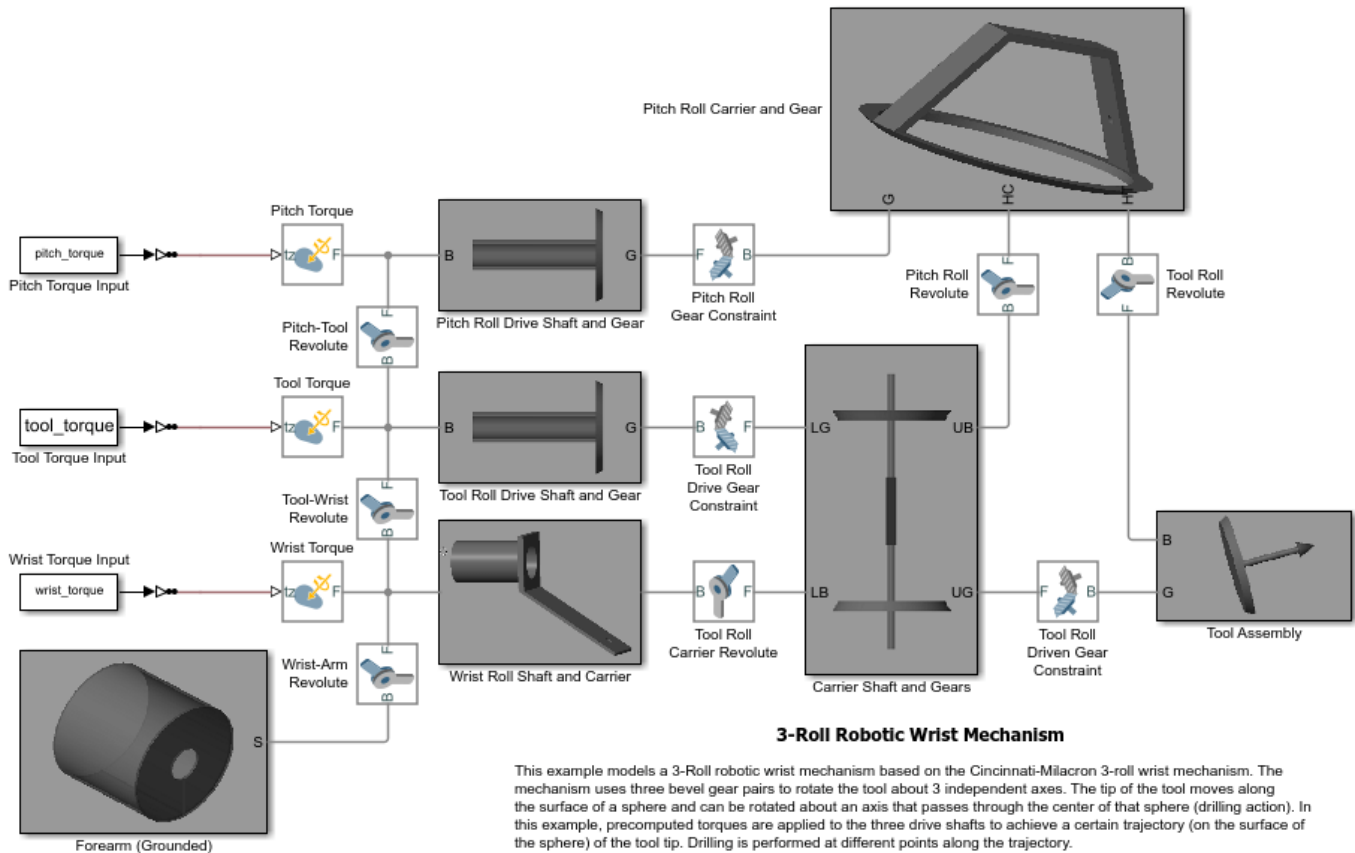 Pitch Roll Carrier and Gear
G
HC
HT
Pitch Torque
pitch_torque
tz
F
B
G
F
B
Pitch Torque Input
Pitch Roll Drive Shaft and Gear
Pitch Roll
Gear Constraint
Pitch Roll
Revolute
F
B
B
F
Tool Roll
Revolute
Pitch-Tool
Revolute
F
B
Tool Torque
tool_torque
tz
F
B
G
B
F
LG
UB
Tool Torque Input
Tool Roll Drive Shaft and Gear
Tool Roll
Drive Gear
Constraint
Tool-Wrist
Revolute
F
B
Wrist Torque Input
Wrist Torque
wrist_torque
tz
F
B
F
LB
UG
F
B
B
G
Tool Roll
Carrier Revolute
Tool Roll
Driven Gear
Constraint
Tool Assembly
Wrist-Arm
Revolute
F
B
Wrist Roll Shaft and Carrier
Carrier Shaft and Gears
S
Forearm (Grounded)
3-Roll Robotic Wrist Mechanism
This example models a 3-Roll robotic wrist mechanism based on the Cincinnati-Milacron 3-roll wrist mechanism. The
mechanism uses three bevel gear pairs to rotate the tool about 3 independent axes. The tip of the tool moves along
the surface of a sphere and can be rotated about an axis that passes through the center of that sphere (drilling action). In
this example, precomputed torques are applied to the three drive shafts to achieve a certain trajectory (on the surface of
the sphere) of the tool tip. Drilling is performed at different points along the trajectory.